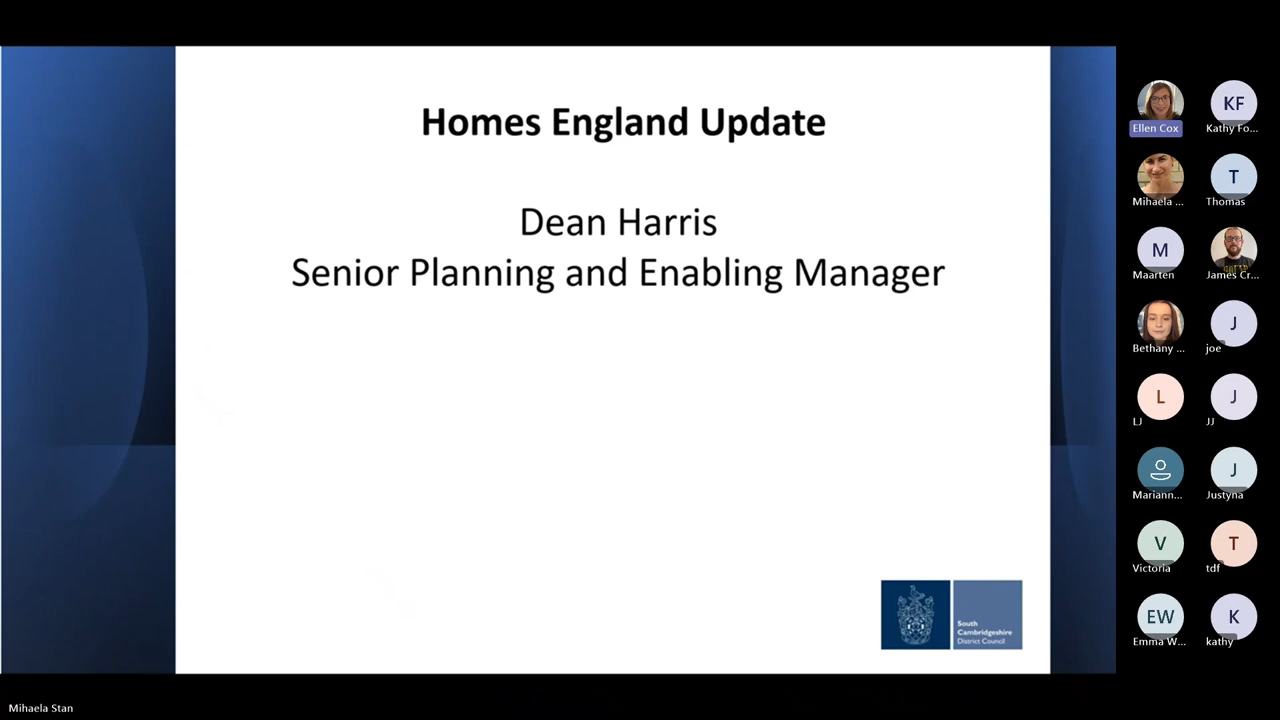 Homes England Update
Dean Harris
Senior Planning and Enabling Manager
South
Cambridgeshire
District Council
Ellen Cox
KF
Kathy Fo...
Mihaela ...
T
Thomas
M
Maarten
James Cr...
Bethany ...
J
joe
L
LJ
J
JJ
Mariann...
J
Justyna
V
Victoria
T
tdf
EW
Emma W...
K
kathy
Mihaela Stan